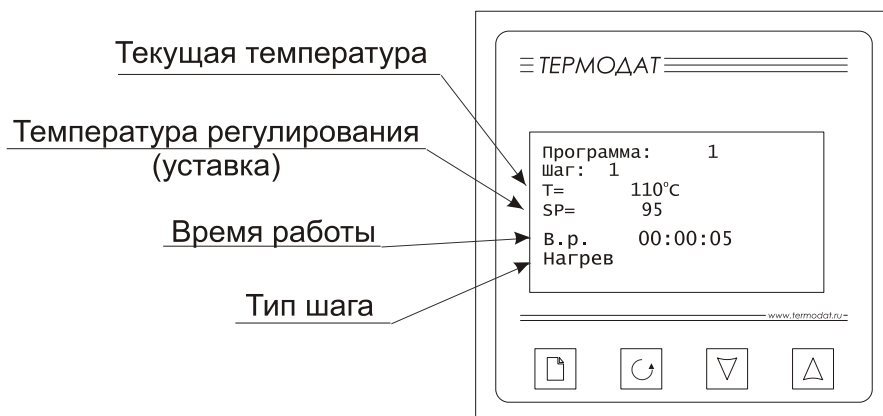 Текущая температура
Температура регулирования
(уставка)
Время работы
Тип шага
ТЕРМОДАТ
Программа: 1
Шаг: 1
T= 110°C
SP= 95
В.р. 00:00:05
Нагрев
www.termodat.ru